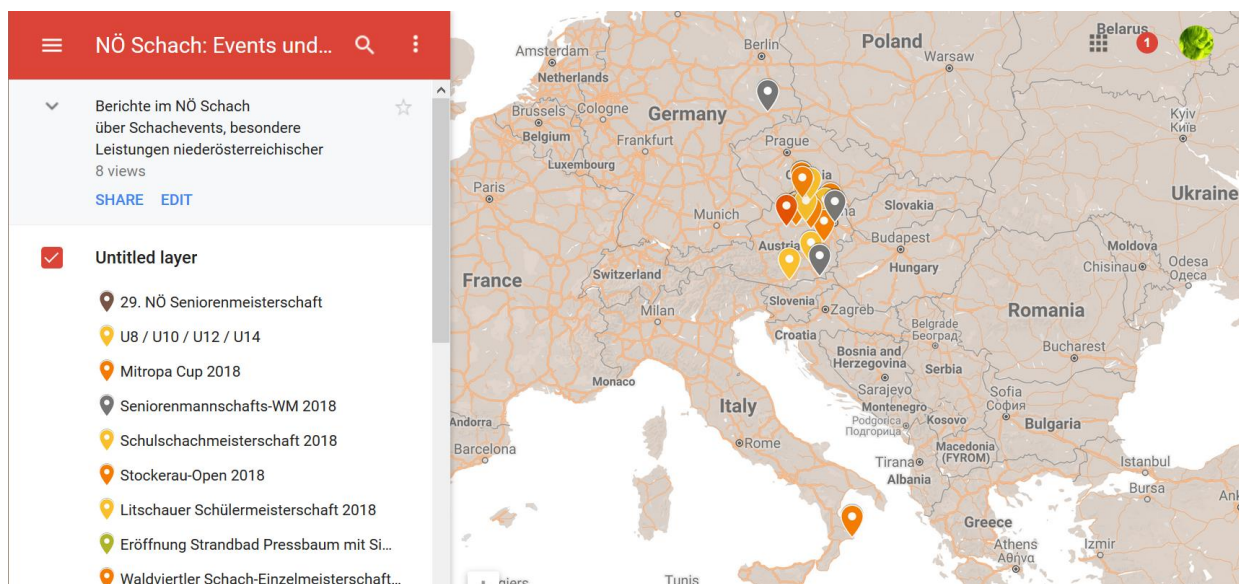 NÖ Schach: Events und...
Berichte im NÖ Schach
über Schachevents, besondere
Leistungen niederösterreichischer
8 views
SHARE EDIT
Untitled layer
29. NÖ Seniorenmeisterschaft
U8 / U10 / U12 / U14
Mitropa Cup 2018
Seniorenmannschafts-WM 2018
Schulschachmeisterschaft 2018
Stockerau-Open 2018
Litschauer Schülermeisterschaft 2018
Eröffnung Strandbad Pressbaum mit Si...
Waldviertler Schach-Einzelmeisterschaft...
Belarus
1
Amsterdam
Berlin
Poland
Warsaw
Netherlands
Brussels
Cologne
Germany
Kyiv
Київ
Belgium
Frankfurt
Prague
Luxembourg
Paris
Ukraine
Slovakia
Munich
Austria
Budapest
Moldova
Hungary
Chisinau
Odesa
Одеса
France
Switzerland
Slovenia
Zagreb
Milan
Romania
Croatia
Belgrade
Београд
Bucharest
Bosnia and
Herzegovina
Serbia
Monaco
Sarajevo
Sofia
София
Italy
Montenegro
Kosovo
Podgorica
Подгорица
Bulgaria
Andorra
Barcelona
Rome
Macedonia
(FYROM)
Tirana
Albania
Istanbul
Bursa
Greece
Athens
Αθήνα
Izmir
Tunis